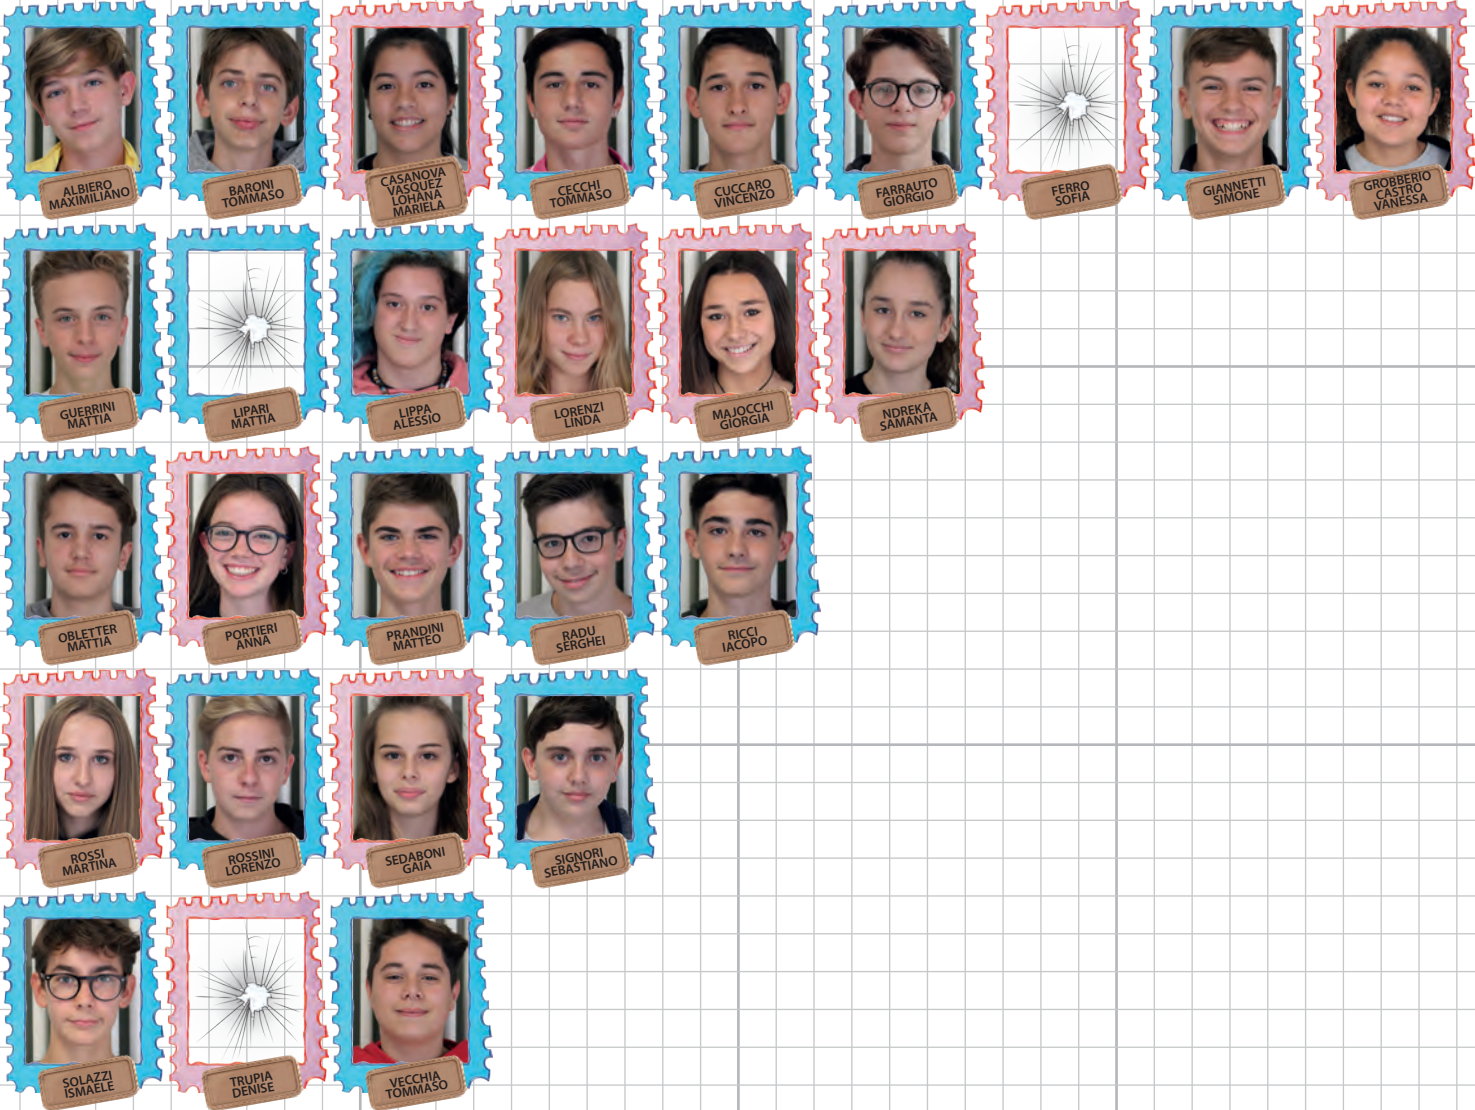 ALBIERO
MAXIMILIANO
BARONI
TOMMASO
CASANOVA
VASQUEZ
LOHANA
MARIELA
CECCHI
TOMMASO
CUCCARO
VINCENZO
FARRAUTO
GIORGIO
FERRO
SOFIA
GIANNETTI
SIMONE
GROBBERIO
CASTRO
VANESSA
GUERRINI
MATTIA
LIPARI
MATTIA
LIPPA
ALESSIO
LORENZI
LINDA
MAJOCCHI
GIORGIA
NDREKA
SAMANTA
OBLETTER
MATTIA
PORTIERI
ANNA
PRANDINI
MATTEO
RADU
SERGHEI
RICCI
IACOPO
ROSSI
MARTINA
ROSSINI
LORENZO
SEDABONI
GAIA
SIGNORI
SEBASTIANO
SOLAZZI
ISMAELE
TRUPIA
DENISE
VECCHIA
TOMMASO